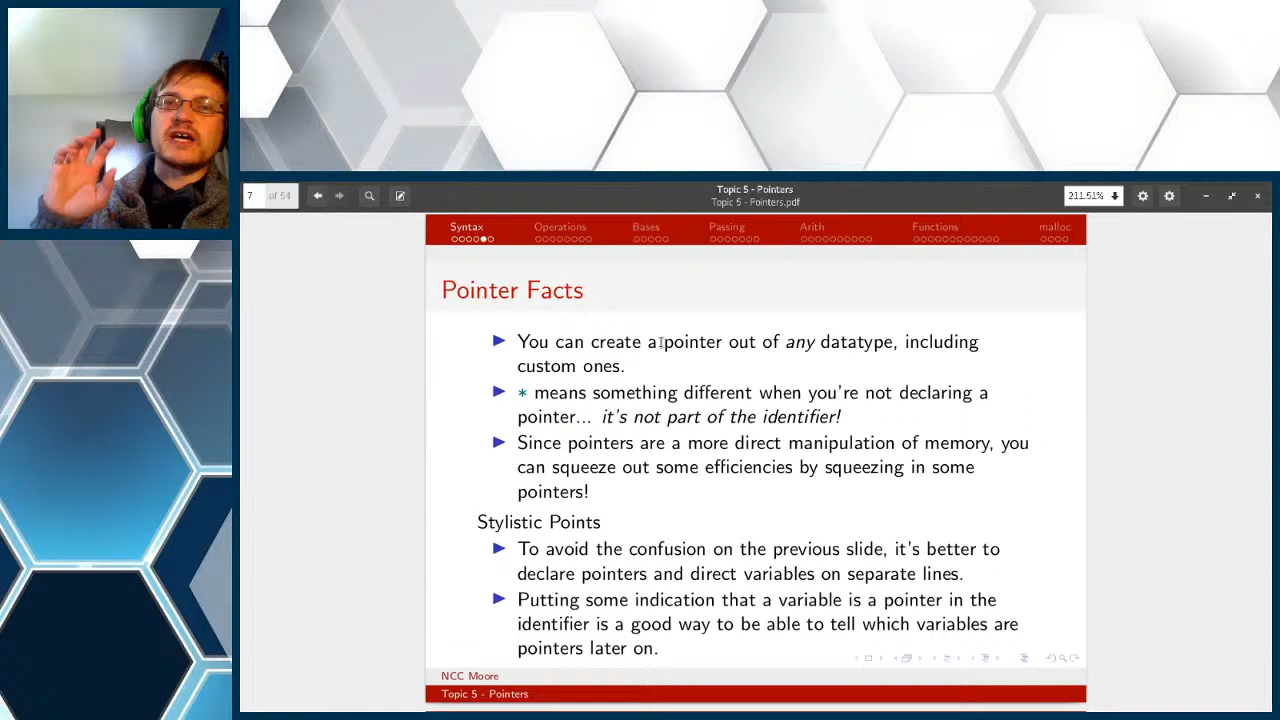 Topic 5 - Pointers
Topic 5 - Pointers.pdf
7 of 54
211.51%
Syntax Operations Bases Passing Arith Functions malloc
Pointer Facts
You can create a pointer out of any datatype, including
custom ones.
* means something different when you're not declaring a
pointer... it's not part of the identifier!
Since pointers are a more direct manipulation of memory, you
can squeeze out some efficiencies by squeezing in some
pointers!
Stylistic Points
To avoid the confusion on the previous slide, it's better to
declare pointers and direct variables on separate lines.
Putting some indication that a variable is a pointer in the
identifier is a good way to be able to tell which variables are
pointers later on.
NCC Moore
Topic 5 - Pointers